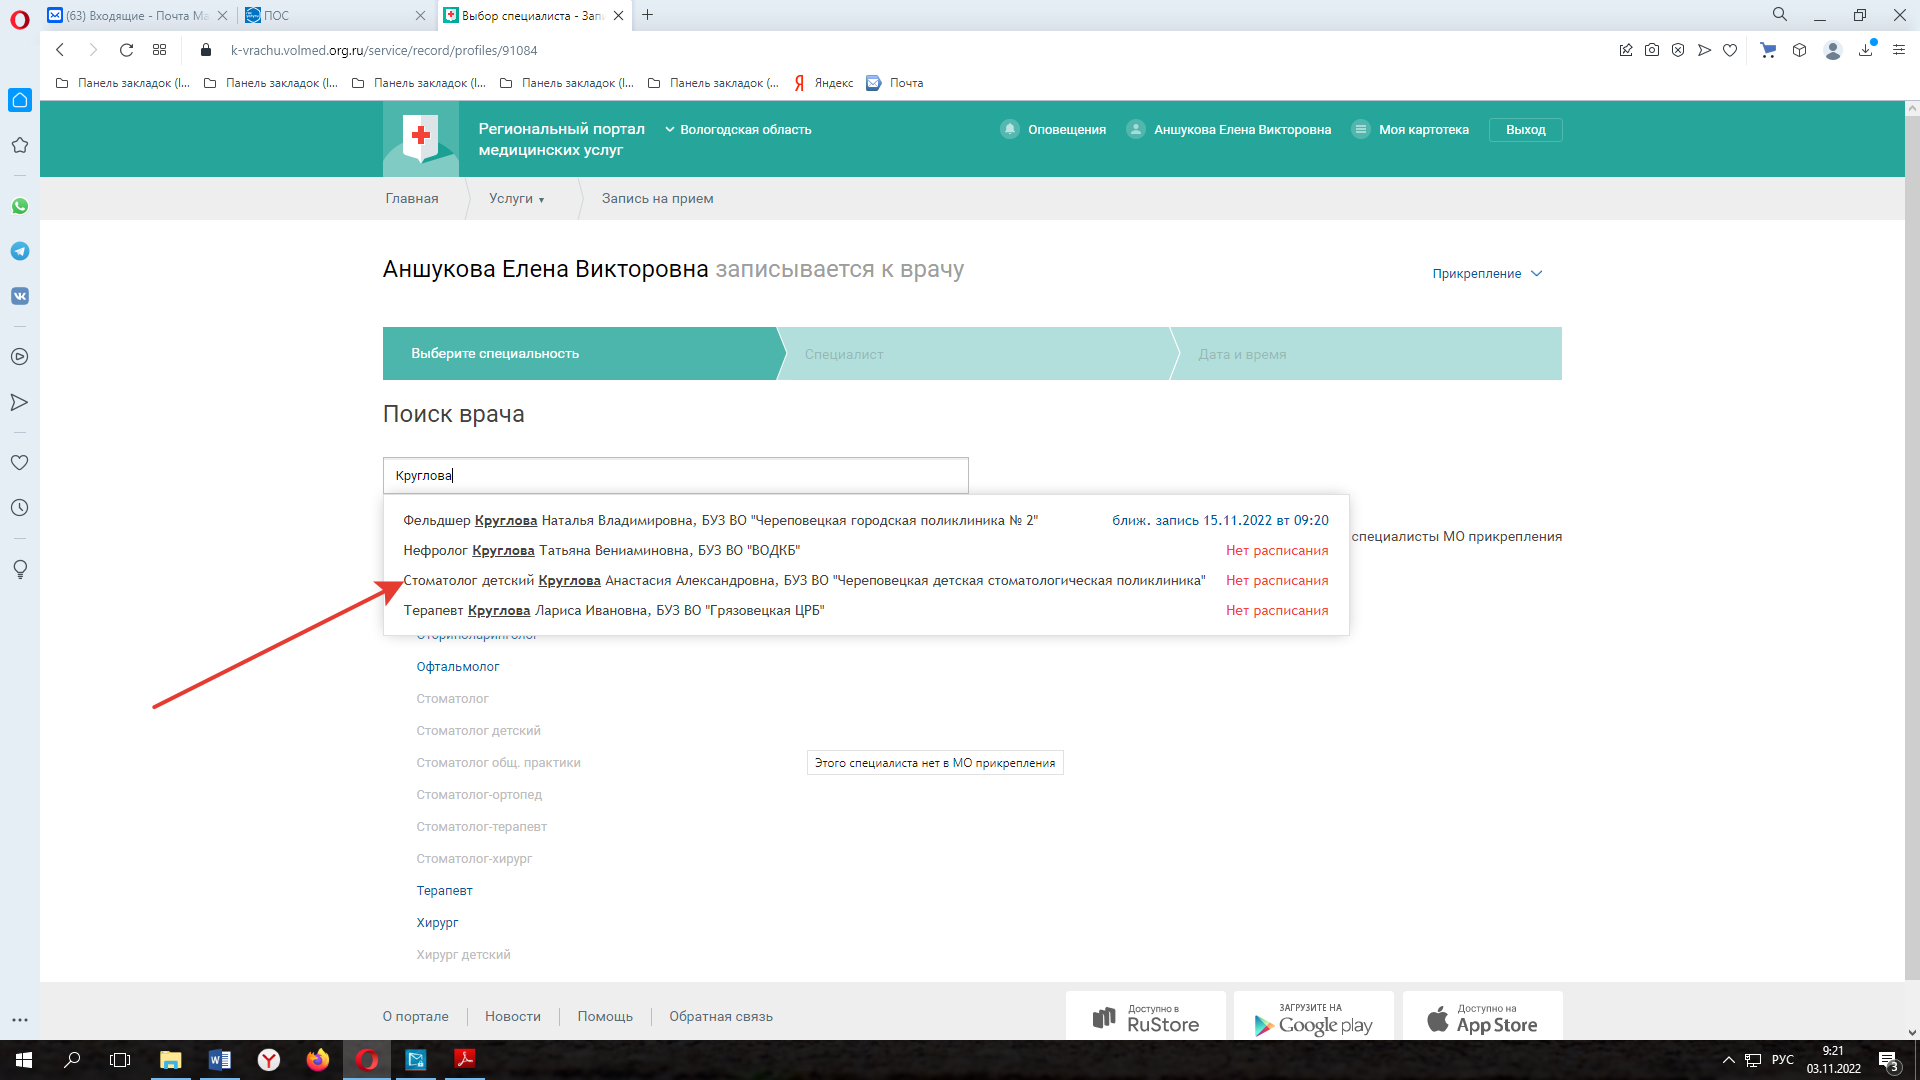 (63) Входящие - Почта Ma
ПОС
Выбор специалиста - Запи
k-vrachu.volmed.org.ru/service/record/profiles/91084
Панель закладок (I...
Панель закладок (I...
Панель закладок (I...
Панель закладок (I...
Панель закладок (...
Яндекс
Почта
Региональный портал
медицинских услуг
Вологодская область
Оповещения
Аншукова Елена Викторовна
Моя картотека
Выход
Главная
Услуги
Запись на прием
Аншукова Елена Викторовна записывается к врачу
Прикрепление
Выберите специальность
Специалист
Дата и время
Поиск врача
Круглова
Фельдшер Круглова Наталья Владимировна, БУЗ ВО "Череповецкая городская поликлиника № 2" ближ. запись 15.11.2022 вт 09:20
специалисты МО прикрепления
Нефролог Круглова Татьяна Вениаминовна, БУЗ ВО "ВОДКБ" Нет расписания
Стоматолог детский Круглова Анастасия Александровна, БУЗ ВО "Череповецкая детская стоматологическая поликлиника" Нет расписания
Терапевт Круглова Лариса Ивановна, БУЗ ВО "Грязовецкая ЦРБ" Нет расписания
Оториноларинголог
Офтальмолог
Стоматолог
Стоматолог детский
Стоматолог общ. практики
Этого специалиста нет в МО прикрепления
Стоматолог-ортопед
Стоматолог-терапевт
Стоматолог-хирург
Терапевт
Хирург
Хирург детский
О портале
Новости
Помощь
Обратная связь
Доступно в
RuStore
ЗАГРУЗИТЕ НА
Google play
Доступно на
App Store
РУС
9:21
03.11.2022
3